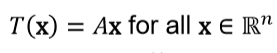 T(𝐱) = A𝐱 for all 𝐱 ∈ ℝⁿ